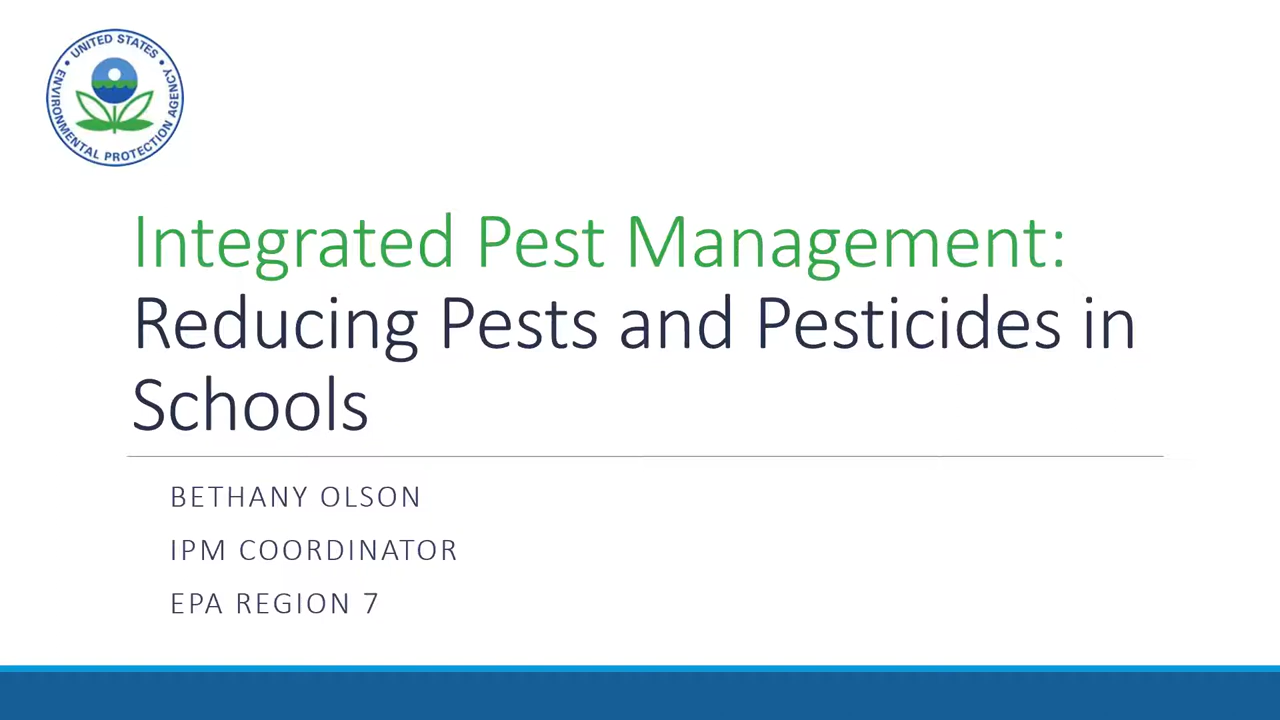 UNITED STATES
ENVIRONMENTAL PROTECTION AGENCY
Integrated Pest Management:
Reducing Pests and Pesticides in
Schools
BETHANY OLSON
IPM COORDINATOR
EPA REGION 7